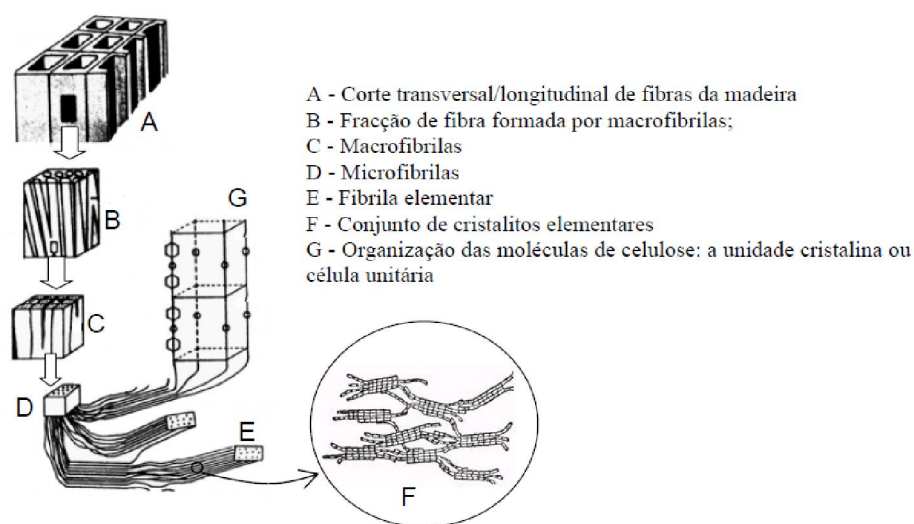 A
B
C
D
E
F
G
A - Corte transversal/longitudinal de fibras da madeira
B - Fracção de fibra formada por macrofibrilas;
C - Macrofibrilas
D - Microfibrilas
E - Fibrila elementar
F - Conjunto de cristalitos elementares
G - Organização das moléculas de celulose: a unidade cristalina ou
célula unitária